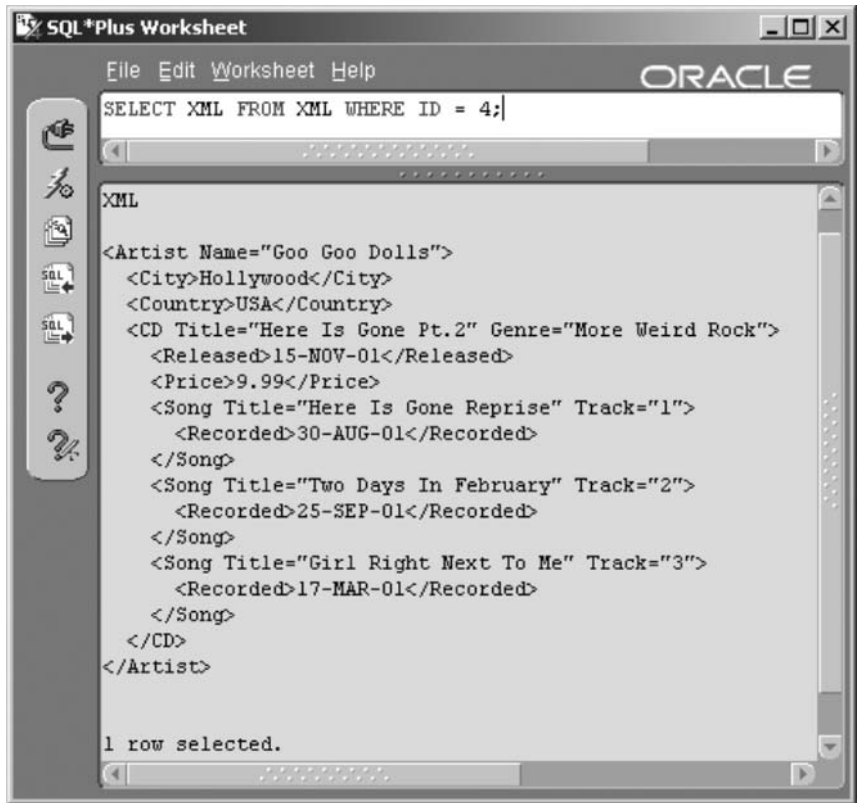 SQL*Plus Worksheet
File Edit Worksheet Help
ORACLE
SELECT XML FROM XML WHERE ID = 4;
XML
<Artist Name="Goo Goo Dolls">
<City>Hollywood</City>
<Country>USA</Country>
<CD Title="Here Is Gone Pt.2" Genre="More Weird Rock">
<Released>15-NOV-01</Released>
<Price>9.99</Price>
<Song Title="Here Is Gone Reprise" Track="1">
<Recorded>30-AUG-01</Recorded>
</Song>
<Song Title="Two Days In February" Track="2">
<Recorded>25-SEP-01</Recorded>
</Song>
<Song Title="Girl Right Next To Me" Track="3">
<Recorded>17-MAR-01</Recorded>
</Song>
</CD>
</Artist>
1 row selected.
SQL
SQL